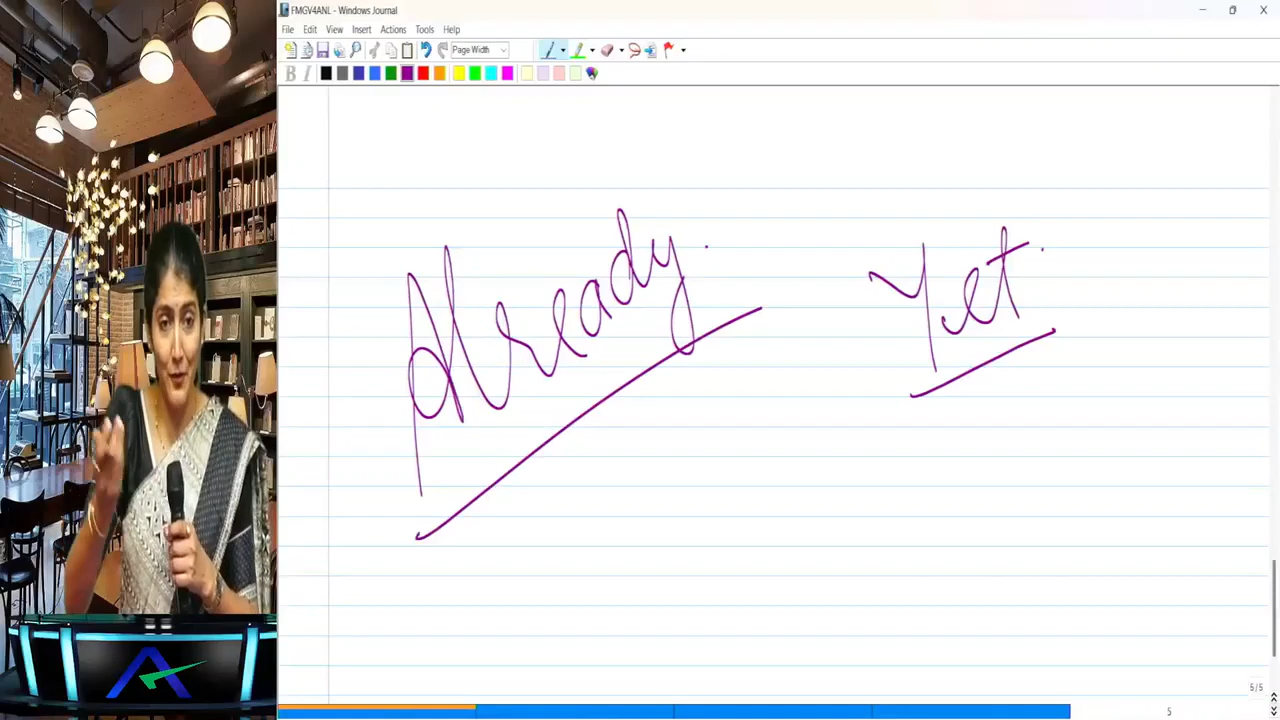 FMGV4ANL - Windows Journal
File Edit View Insert Actions Tools Help
Page Width
B I
Already. Yet.
5/5
5